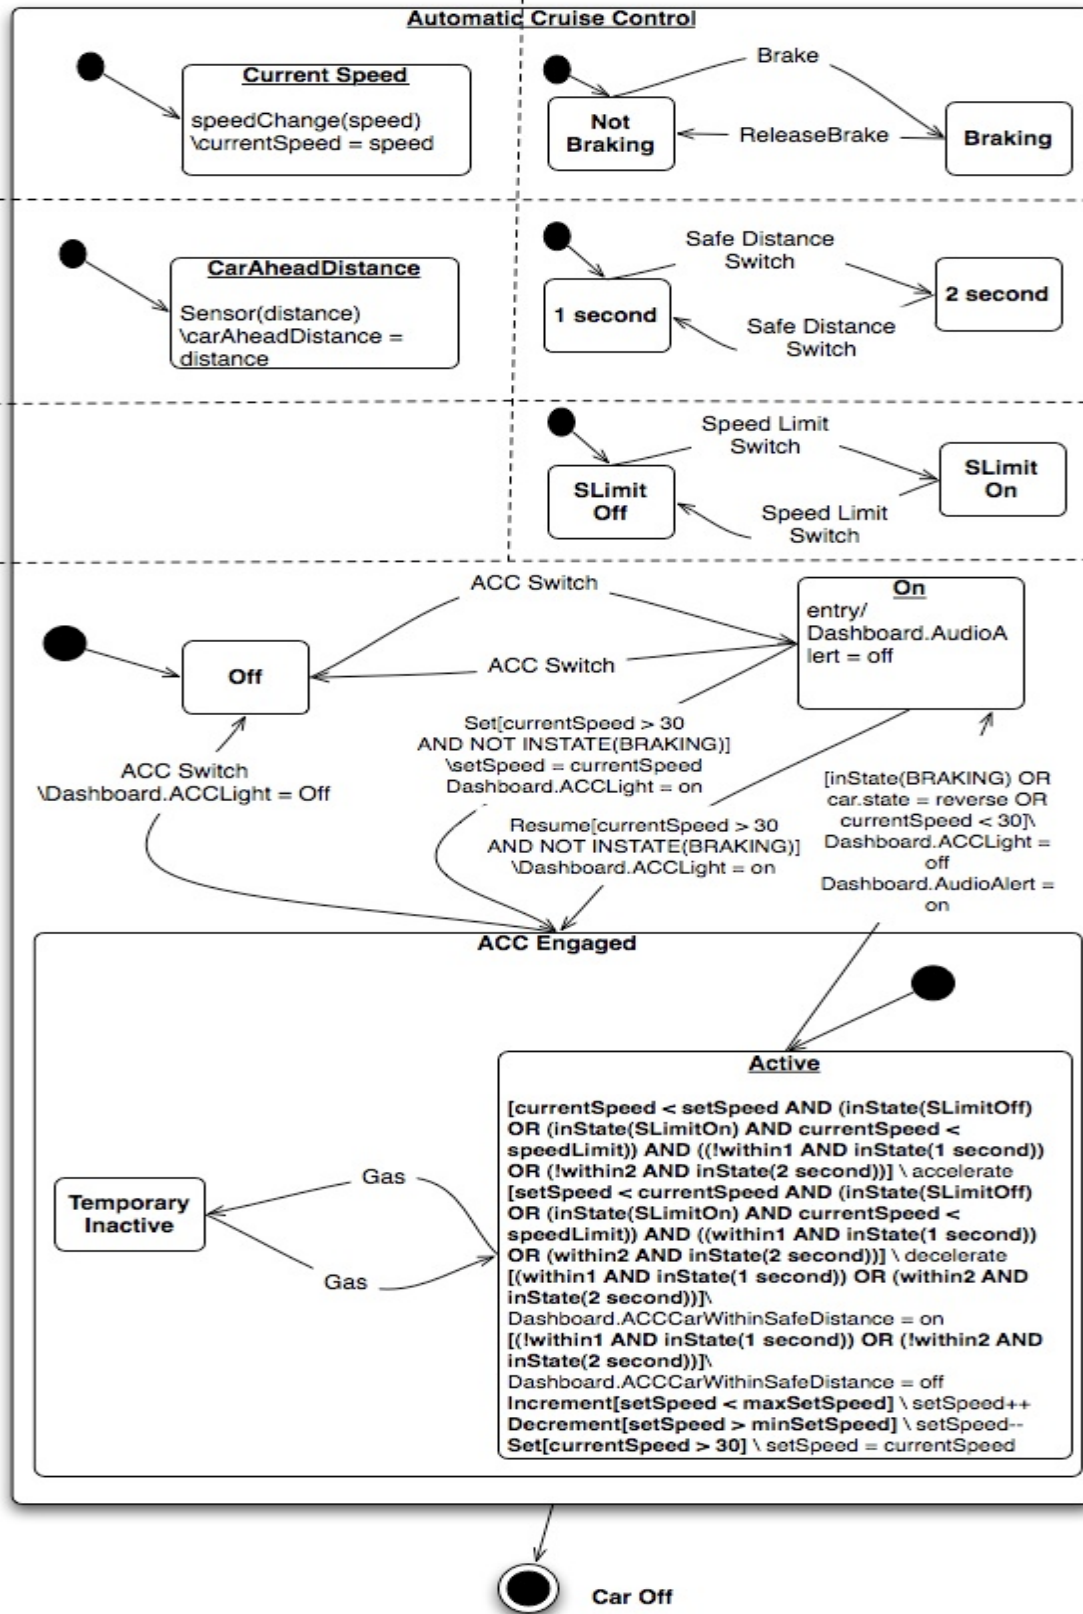 Automatic Cruise Control
Current Speed
speedChange(speed)
\currentSpeed = speed
Brake
Not
Braking
ReleaseBrake
Braking
CarAheadDistance
Sensor(distance)
\carAheadDistance =
distance
Safe Distance
Switch
1 second
2 second
Safe Distance
Switch
Speed Limit
Switch
SLimit
Off
SLimit
On
Speed Limit
Switch
ACC Switch
On
entry/
Dashboard.AudioA
lert = off
Off
ACC Switch
Set[currentSpeed > 30
AND NOT INSTATE(BRAKING)]
\setSpeed = currentSpeed
Dashboard.ACCLight = on
ACC Switch
\Dashboard.ACCLight = Off
Resume[currentSpeed > 30
AND NOT INSTATE(BRAKING)]
\Dashboard.ACCLight = on
[inState(BRAKING) OR
car.state = reverse OR
currentSpeed < 30]\
Dashboard.ACCLight =
off
Dashboard.AudioAlert =
on
ACC Engaged
Active
[currentSpeed < setSpeed AND (inState(SLimitOff)
OR (inState(SLimitOn) AND currentSpeed <
speedLimit)) AND ((!within1 AND inState(1 second))
OR (!within2 AND inState(2 second))] \ accelerate
[setSpeed < currentSpeed AND (inState(SLimitOff)
OR (inState(SLimitOn) AND currentSpeed <
speedLimit)) AND ((within1 AND inState(1 second))
OR (within2 AND inState(2 second))] \ decelerate
[(within1 AND inState(1 second)) OR (within2 AND
inState(2 second))]\
Dashboard.ACCCarWithinSafeDistance = on
[(!within1 AND inState(1 second)) OR (!within2 AND
inState(2 second))]\
Dashboard.ACCCarWithinSafeDistance = off
Increment[setSpeed < maxSetSpeed] \ setSpeed++
Decrement[setSpeed > minSetSpeed] \ setSpeed--
Set[currentSpeed > 30] \ setSpeed = currentSpeed
Gas
Temporary
Inactive
Gas
Car Off